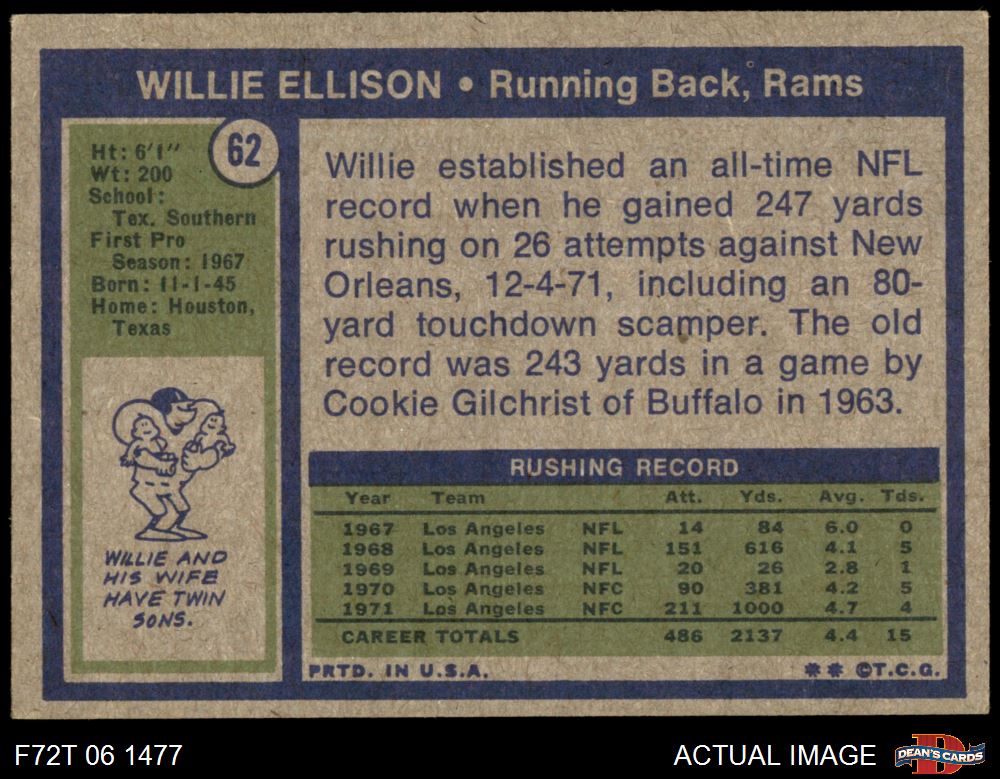 WILLIE ELLISON • Running Back, Rams
62
Ht: 6'1"
Wt: 200
School:
Tex. Southern
First Pro
Season: 1967
Born: 11-1-45
Home: Houston,
Texas
WILLIE AND
HIS WIFE
HAVE TWIN
SONS.
Willie established an all-time NFL
record when he gained 247 yards
rushing on 26 attempts against New
Orleans, 12-4-71, including an 80-
yard touchdown scamper. The old
record was 243 yards in a game by
Cookie Gilchrist of Buffalo in 1963.
RUSHING RECORD
Year Team Att. Yds. Avg. Tds.
1967 Los Angeles NFL 14 84 6.0 0
1968 Los Angeles NFL 151 616 4.1 5
1969 Los Angeles NFL 20 26 2.8 1
1970 Los Angeles NFC 90 381 4.2 5
1971 Los Angeles NFC 211 1000 4.7 4
CAREER TOTALS 486 2137 4.4 15
PRTD. IN U.S.A. ** ©T.C.G.
F72T 06 1477 ACTUAL IMAGE
DEAN'S CARDS